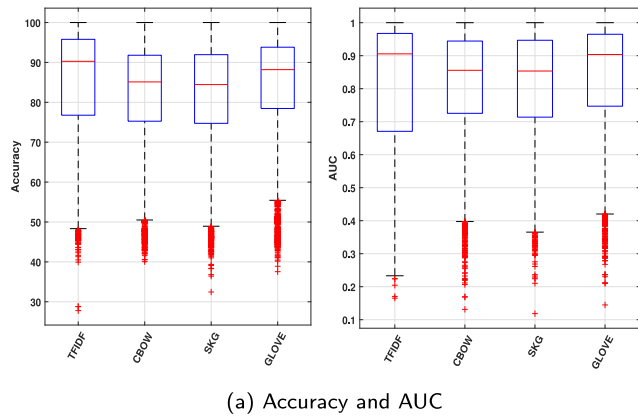 100
90
80
70
60
50
40
30
Accuracy
TFIDF
CBOW
SKG
GLOVE
1
0.9
0.8
0.7
0.6
0.5
0.4
0.3
0.2
0.1
AUC
TFIDF
CBOW
SKG
GLOVE
(a) Accuracy and AUC